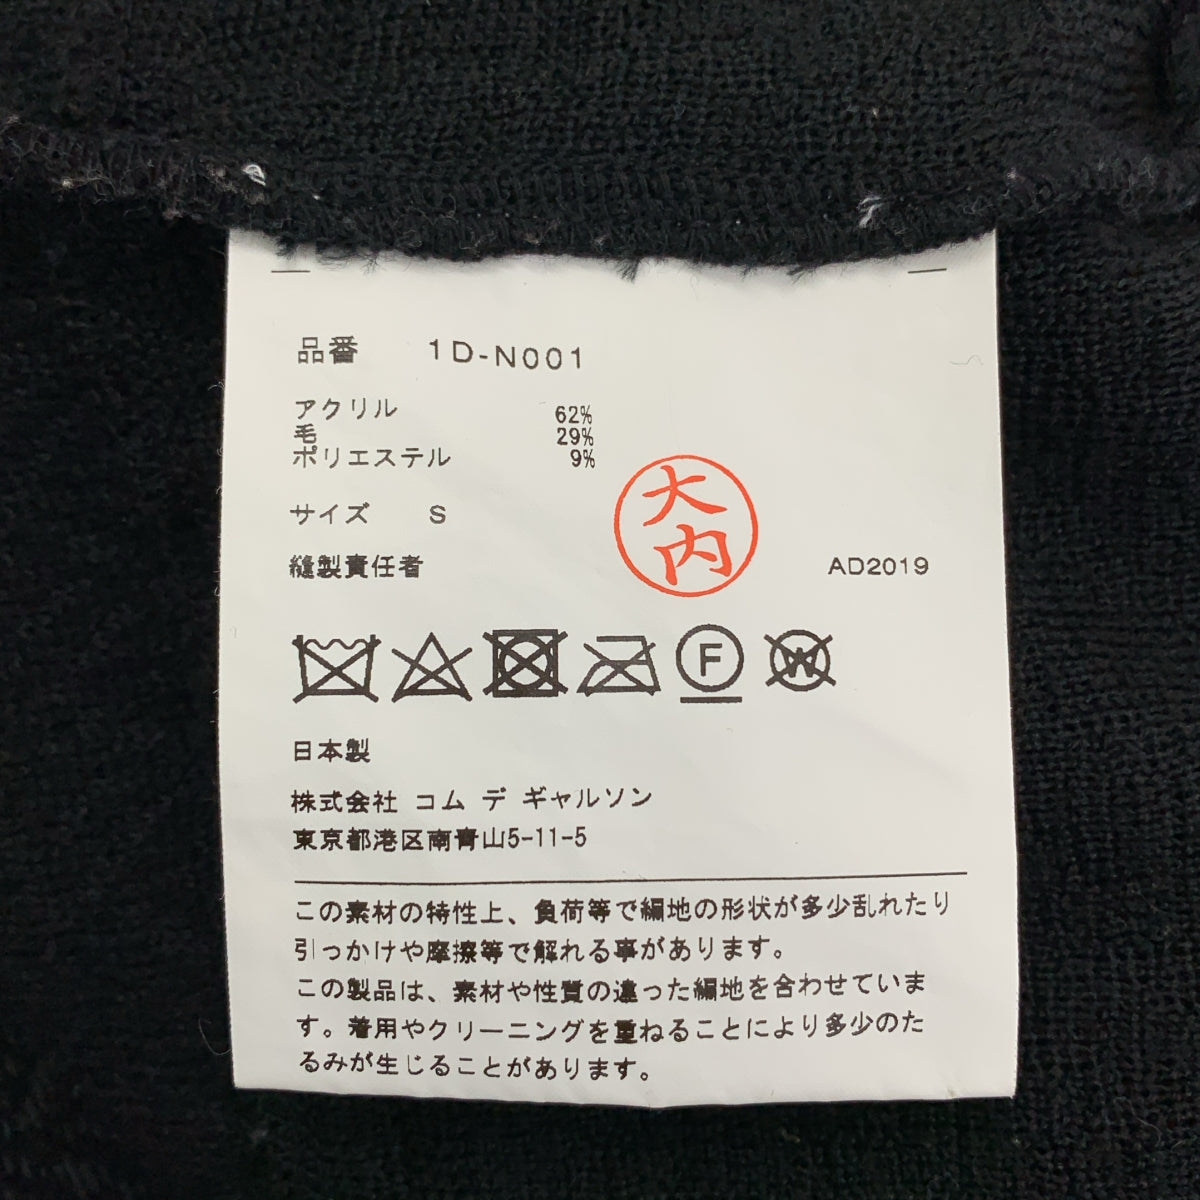 品番 1D-N001
アクリル 62%
毛 29%
ポリエステル 9%
サイズ S
縫製責任者 大内 AD2019
F W
日本製
株式会社 コム デ ギャルソン
東京都港区南青山5-11-5
この素材の特性上、負荷等で編地の形状が多少乱れたり
引っかけや摩擦等で解れる事があります。
この製品は、素材や性質の違った編地を合わせていま
す。着用やクリーニングを重ねることにより多少のた
るみが生じることがあります。